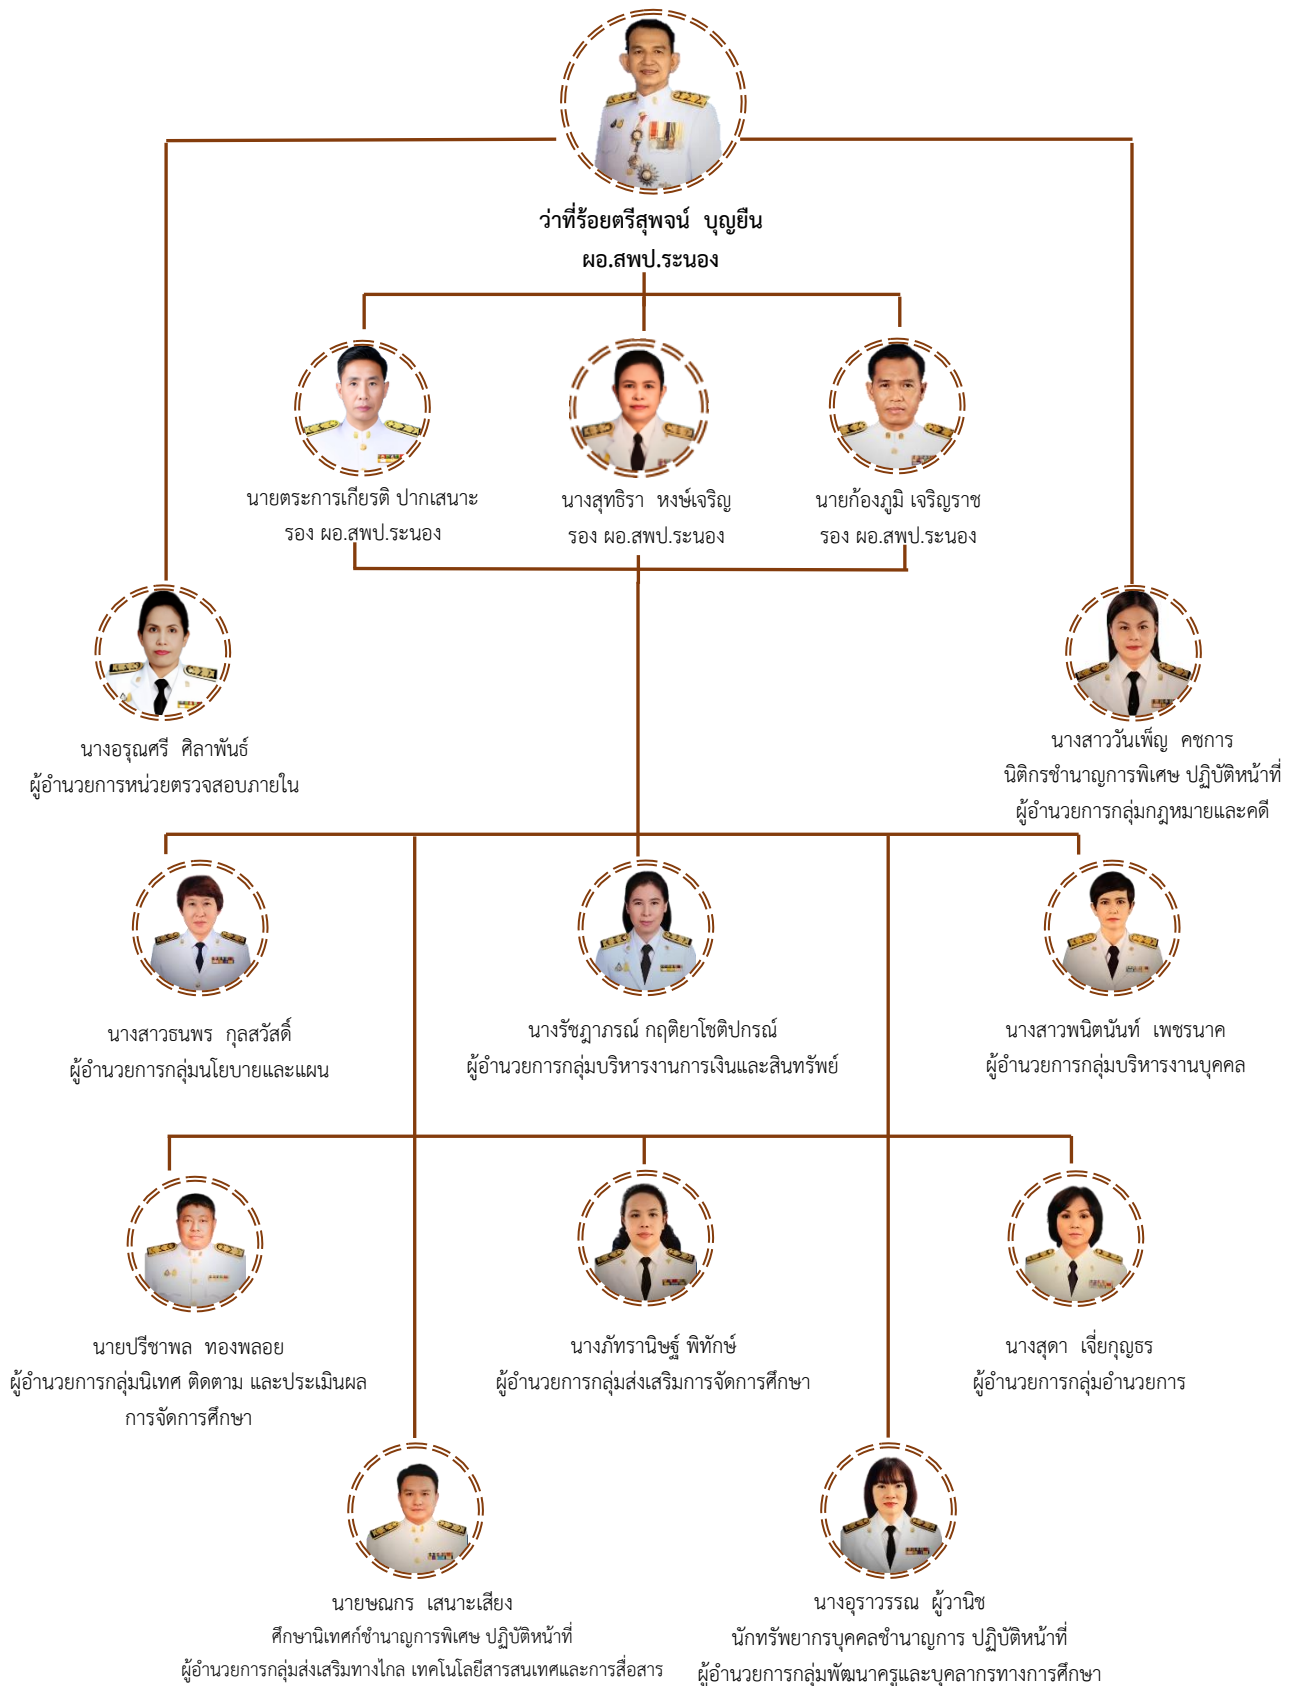 ว่าที่ร้อยตรีสุพจน์ บุญยืน
ผอ.สพป.ระนอง
นายตระการเกียรติ ปากเสนาะ
รอง ผอ.สพป.ระนอง
นางสุทธิรา หงษ์เจริญ
รอง ผอ.สพป.ระนอง
นายก้องภูมิ เจริญราช
รอง ผอ.สพป.ระนอง
นางอรุณศรี ศิลาพันธ์
ผู้อำนวยการหน่วยตรวจสอบภายใน
นางสาววันเพ็ญ คชการ
นิติกรชำนาญการพิเศษ ปฏิบัติหน้าที่
ผู้อำนวยการกลุ่มกฎหมายและคดี
นางสาวธนพร กุลสวัสดิ์
ผู้อำนวยการกลุ่มนโยบายและแผน
นางรัชฎาภรณ์ กฤติยาโชติปกรณ์
ผู้อำนวยการกลุ่มบริหารงานการเงินและสินทรัพย์
นางสาวพนิตนันท์ เพชรนาค
ผู้อำนวยการกลุ่มบริหารงานบุคคล
นายปรีชาพล ทองพลอย
ผู้อำนวยการกลุ่มนิเทศ ติดตาม และประเมินผล
การจัดการศึกษา
นางภัทรานิษฐ์ พิทักษ์
ผู้อำนวยการกลุ่มส่งเสริมการจัดการศึกษา
นางสุดา เจี่ยกุญธร
ผู้อำนวยการกลุ่มอำนวยการ
นายษณกร เสนาะเสียง
ศึกษานิเทศก์ชำนาญการพิเศษ ปฏิบัติหน้าที่
ผู้อำนวยการกลุ่มส่งเสริมทางไกล เทคโนโลยีสารสนเทศและการสื่อสาร
นางอุราวรรณ ผู้วานิช
นักทรัพยากรบุคคลชำนาญการ ปฏิบัติหน้าที่
ผู้อำนวยการกลุ่มพัฒนาครูและบุคลากรทางการศึกษา